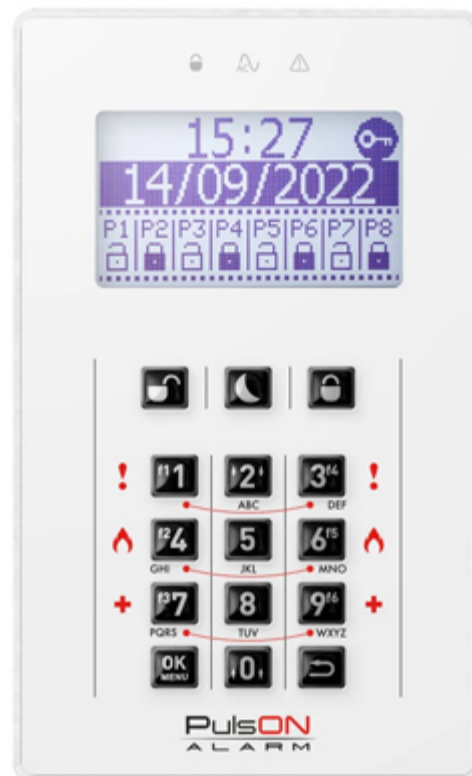 15:27
14/09/2022
P1 P2 P3 P4 P5 P6 P7 P8
f1 1 2 3 f4
ABC DEF
f2 4 5 6 f5
GHI JKL MNO
f3 7 8 9 f6
PQRS TUV WXYZ
OK MENU 0
PulsON
ALARM